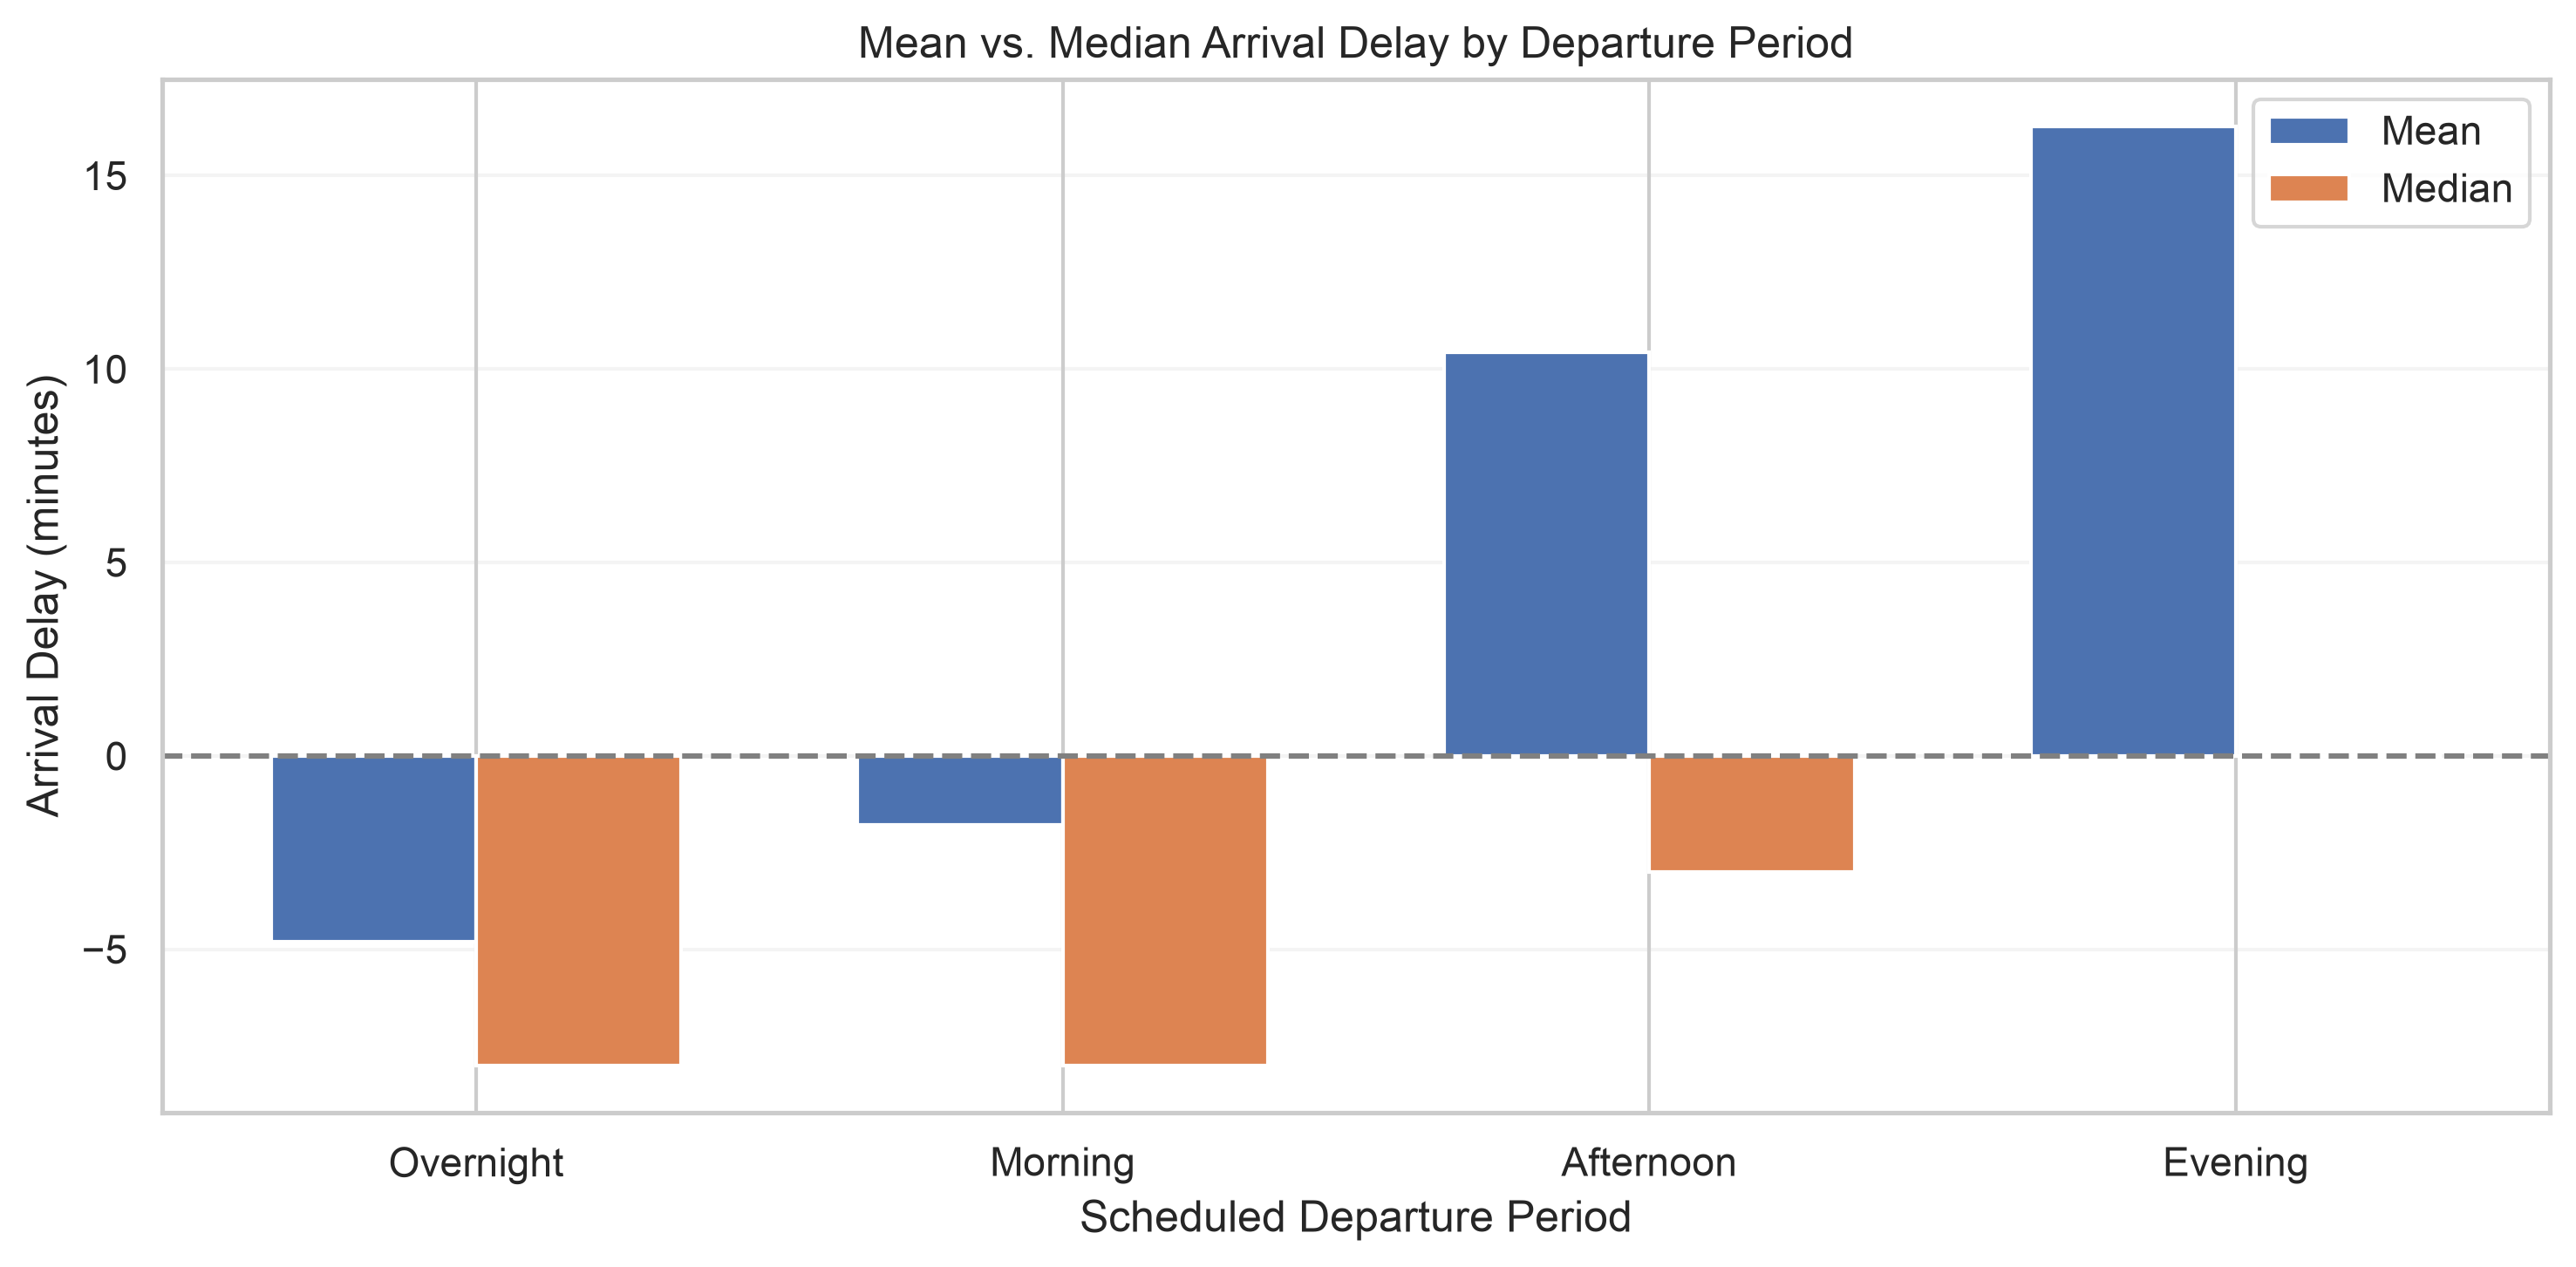 Mean vs. Median Arrival Delay by Departure Period
Mean
Median
Arrival Delay (minutes)
15
10
5
0
−5
Overnight
Morning
Afternoon
Evening
Scheduled Departure Period